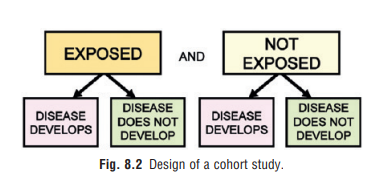 EXPOSED
AND
NOT
EXPOSED
DISEASE
DEVELOPS
DISEASE
DOES NOT
DEVELOP
DISEASE
DEVELOPS
DISEASE
DOES NOT
DEVELOP
Fig. 8.2 Design of a cohort study.